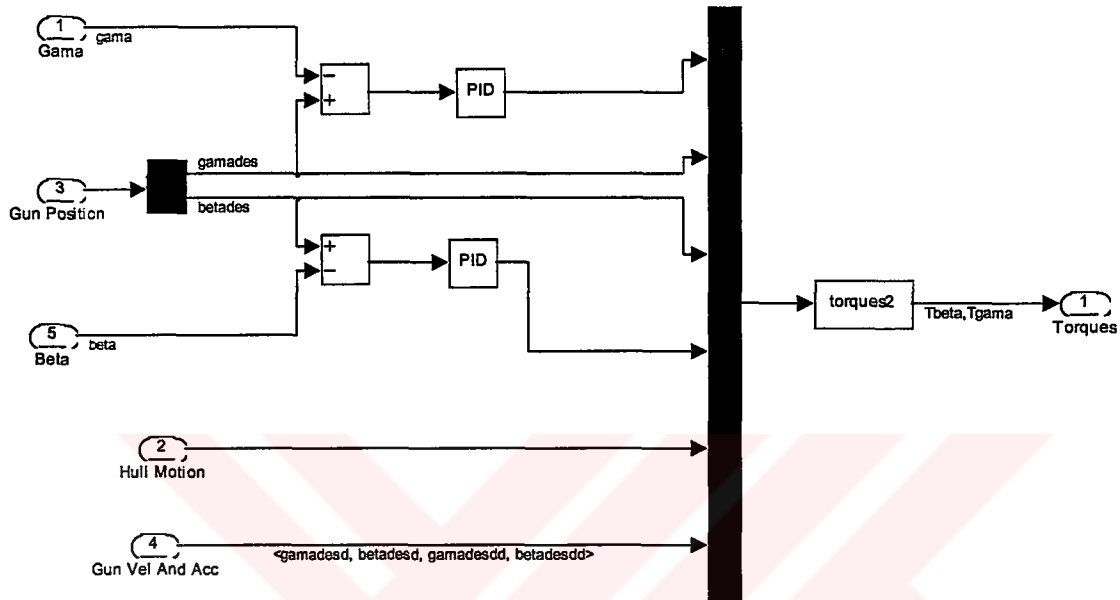 1
Gama
gama
−
+
PID
gamades
3
Gun Position
betades
+
−
PID
5
Beta
beta
torques2
Tbeta,Tgama
1
Torques
2
Hull Motion
4
Gun Vel And Acc
<gamadesd, betadesd, gamadesdd, betadesdd>